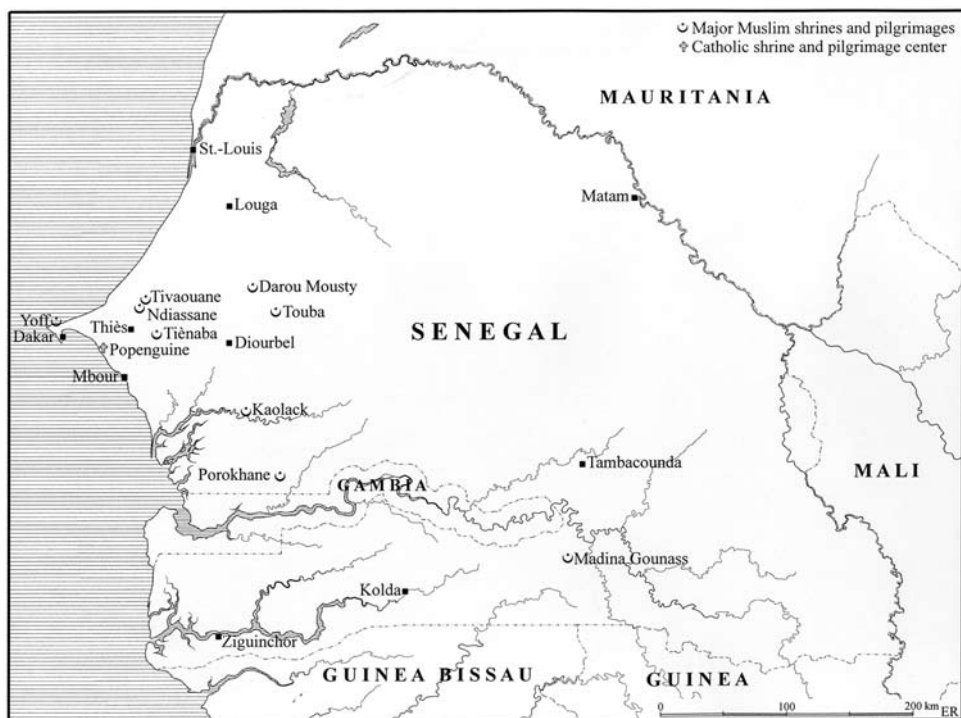 Major Muslim shrines and pilgrimages
Catholic shrine and pilgrimage center
MAURITANIA
St.-Louis
Matam
Louga
Darou Mousty
Tivaouane
Ndiassane
Touba
Yoff
Dakar
Thiès
Tiènaba
SENEGAL
Diourbel
Popenguine
Mbour
Kaolack
Tambacounda
MALI
Porokhane
GAMBIA
Madina Gounass
Kolda
Ziguinchor
GUINEA BISSAU
GUINEA
0 100 200 km
ER